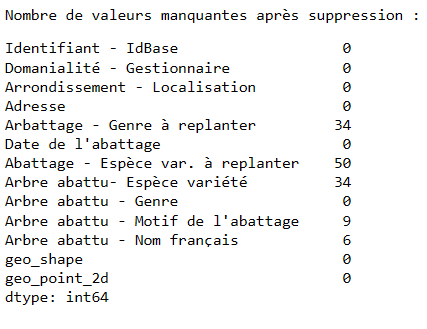 Nombre de valeurs manquantes après suppression :
Identifiant - IdBase 0
Domanialité - Gestionnaire 0
Arrondissement - Localisation 0
Adresse 0
Arbattage - Genre à replanter 34
Date de l'abattage 0
Abattage - Espèce var. à replanter 50
Arbre abattu- Espèce variété 34
Arbre abattu - Genre 0
Arbre abattu - Motif de l'abattage 9
Arbre abattu - Nom français 6
geo_shape 0
geo_point_2d 0
dtype: int64